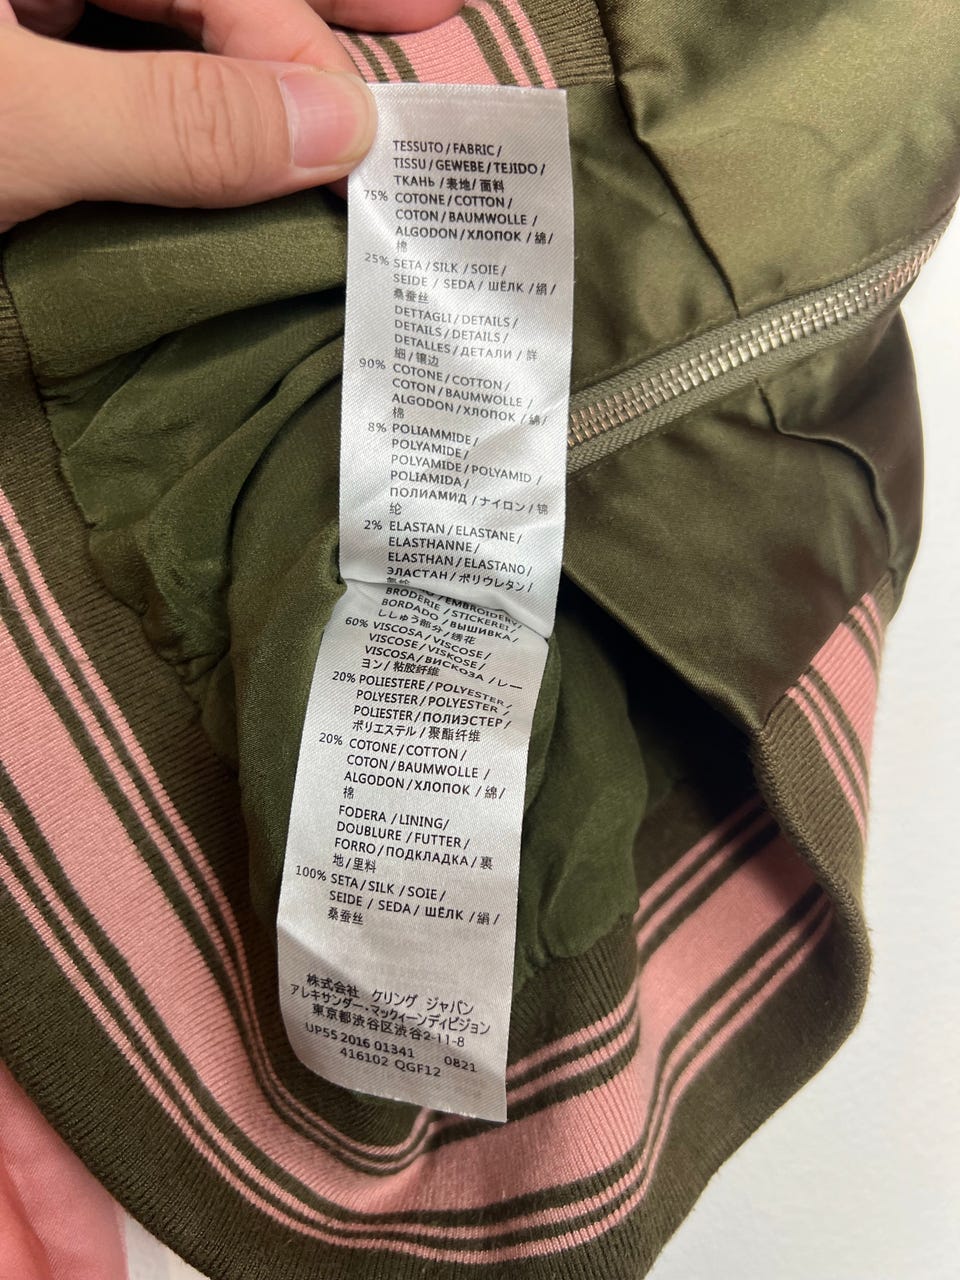 TESSUTO / FABRIC /
TISSU / GEWEBE / TEJIDO /
ТКАНЬ / 表地/ 面料
75% COTONE / COTTON /
COTON / BAUMWOLLE /
ALGODON / ХЛОПОК / 綿/
棉
25% SETA / SILK / SOIE /
SEIDE / SEDA / ШЁЛК / 絹/
桑蚕丝
DETTAGLI / DETAILS /
DETAILS / DETAILS /
DETALLES / ДЕТАЛИ / 詳
細/镶边
90% COTONE / COTTON /
COTON / BAUMWOLLE /
ALGODON / ХЛОПОК / 綿/
棉
8% POLIAMMIDE /
POLYAMIDE /
POLYAMIDE / POLYAMID /
POLIAMIDA /
ПОЛИАМИД / ナイロン / 锦
纶
2% ELASTAN / ELASTANE /
ELASTHANNE /
ELASTHAN / ELASTANO /
ЭЛАСТАН / ポリウレタン /
/ EMBROIDERY /
BRODERIE / STICKEREI /
BORDADO / ВЫШИВКА /
ししゅう部分 / 绣花
60% VISCOSA / VISCOSE /
VISCOSE / VISKOSE /
VISCOSA / ВИСКОЗА / レー
ヨン/ 粘胶纤维
20% POLIESTERE / POLYESTER /
POLYESTER / POLYESTER /
POLIESTER / ПОЛИЭСТЕР /
ポリエステル / 聚酯纤维
20% COTONE / COTTON /
COTON / BAUMWOLLE /
ALGODON / ХЛОПОК / 綿/
棉
FODERA / LINING/
DOUBLURE / FUTTER /
FORRO / ПОДКЛАДКА / 裏
地/里料
100% SETA / SILK / SOIE /
SEIDE / SEDA / ШЁЛК / 絹/
桑蚕丝
株式会社 ケリング ジャパン
アレキサンダー・マックィーンディビジョン
東京都渋谷区渋谷2-11-8
UP5S 2016 01341 0821
416102 QGF12